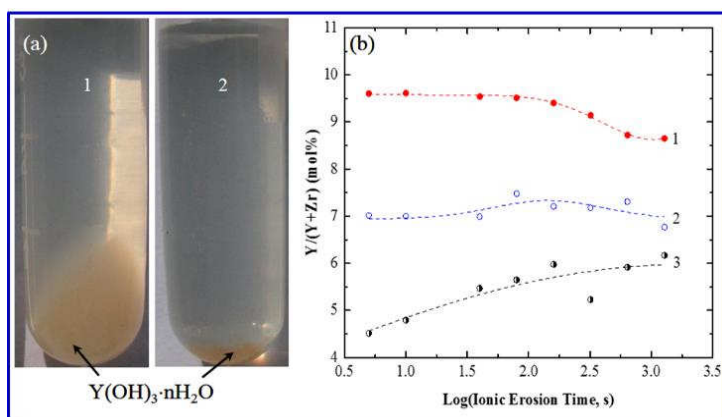 (a)
1
2
Y(OH)₃·nH₂O
(b)
Y/(Y+Zr) (mol%)
11
10
9
8
7
6
5
4
1
2
3
0.5 1.0 1.5 2.0 2.5 3.0 3.5
Log(Ionic Erosion Time, s)